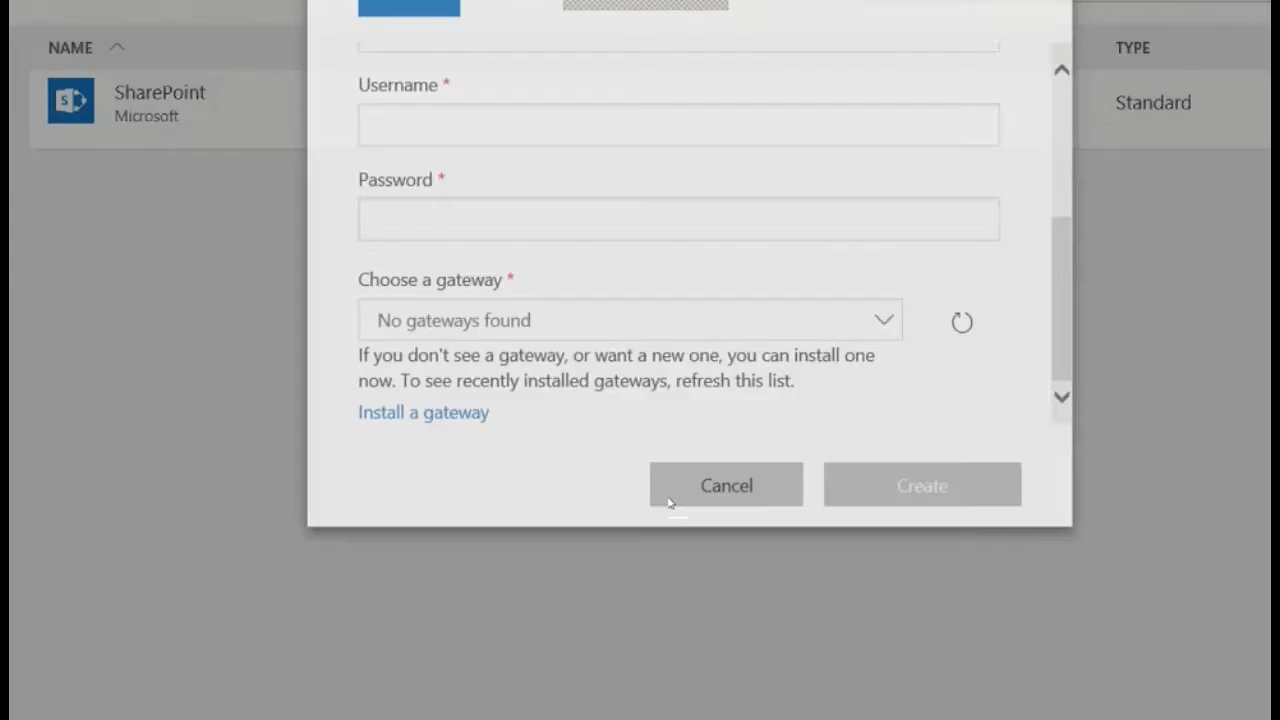 NAME
TYPE
SharePoint
Microsoft
Standard
Username *
Password *
Choose a gateway *
No gateways found
If you don't see a gateway, or want a new one, you can install one
now. To see recently installed gateways, refresh this list.
Install a gateway
Cancel
Create